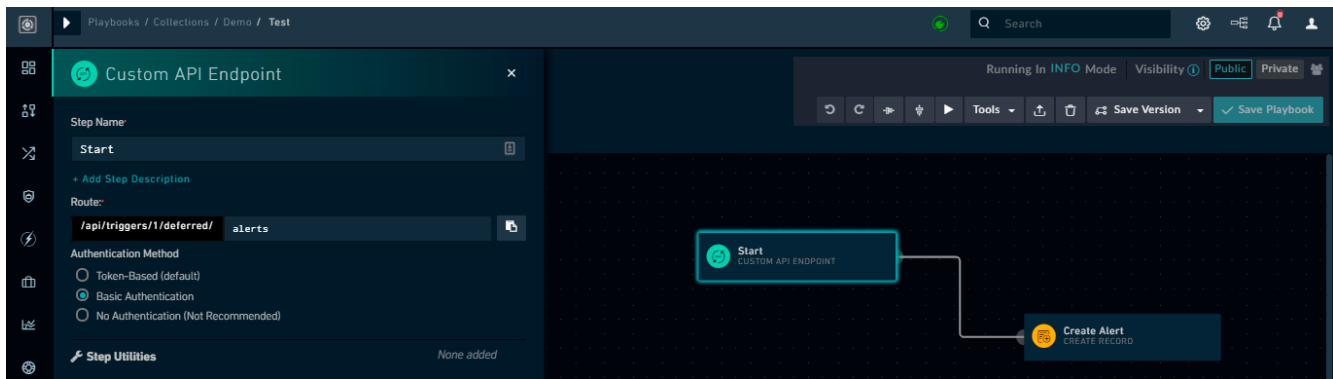 Playbooks / Collections / Demo / Test
Search
Custom API Endpoint
Running In INFO Mode Visibility Public Private
Tools Save Version Save Playbook
Step Name
Start
+ Add Step Description
Route:
/api/triggers/1/deferred/ alerts
Authentication Method
Token-Based (default)
Basic Authentication
No Authentication (Not Recommended)
Step Utilities None added
Start
CUSTOM API ENDPOINT
Create Alert
CREATE RECORD